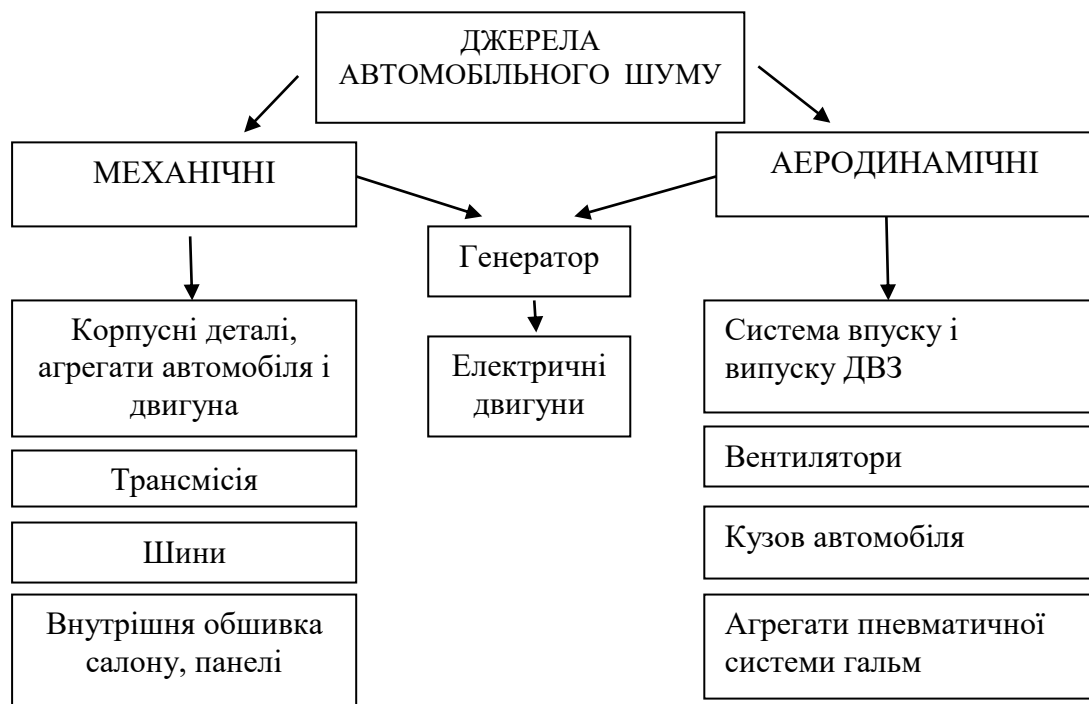 ДЖЕРЕЛА
АВТОМОБІЛЬНОГО ШУМУ
МЕХАНІЧНІ
АЕРОДИНАМІЧНІ
Генератор
Корпусні деталі,
агрегати автомобіля і
двигуна
Електричні
двигуни
Система впуску і
випуску ДВЗ
Трансмісія
Вентилятори
Шини
Кузов автомобіля
Внутрішня обшивка
салону, панелі
Агрегати пневматичної
системи гальм